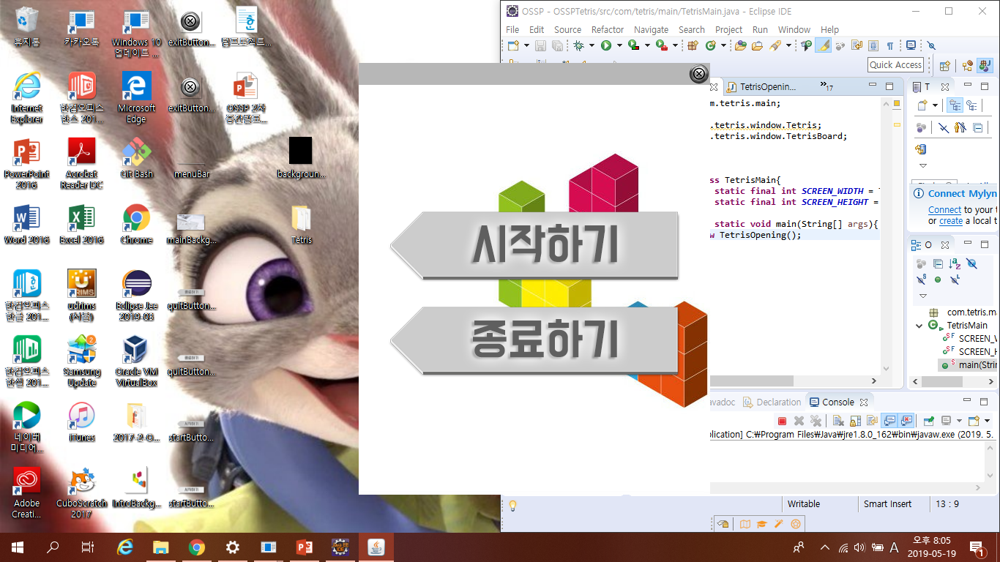 휴지통
카카오톡
Windows 10
업데이트 ...
exitButton...
텀프로젝트...
Internet
Explorer
한컴오피스
한쇼 201...
Microsoft
Edge
exitButton...
OSSP 2차
중간발표...
PowerPoint
2016
Acrobat
Reader DC
Git Bash
menuBar
backgroun...
Word 2016
Excel 2016
Chrome
mainBackg...
Tetris
한컴오피스
한글 201...
udrims
(서울)
Eclipse Jee
2019-03
quitButton...
한컴오피스
한셀 201...
Samsung
Update
Oracle VM
VirtualBox
quitButton...
네이버
미디어...
iTunes
2017-2-O...
startButto...
Adobe
Creati...
CuboScratch
2017
IntroBackg...
startButto...
시작하기
종료하기
OSSP - OSSPTetris/src/com/tetris/main/TetrisMain.java - Eclipse IDE
File Edit Source Refactor Navigate Search Project Run Window Help
Quick Access
TetrisOpenin...
»17
m.tetris.main;
.tetris.window.Tetris;
.tetris.window.TetrisBoard;
ss TetrisMain{
static final int SCREEN_WIDTH =
static final int SCREEN_HEIGHT =
static void main(String[] args){
w TetrisOpening();
T
Connect Mylyn
Connect to your t
or create a local t
O
com.tetris.m
TetrisMain
SCREEN_W
SCREEN_H
main(Strin
avadoc Declaration Console
plication] C:₩Program Files₩Java₩jre1.8.0_162₩bin₩javaw.exe (2019. 5.
Writable Smart Insert 13 : 9
A
오후 8:05
2019-05-19
1